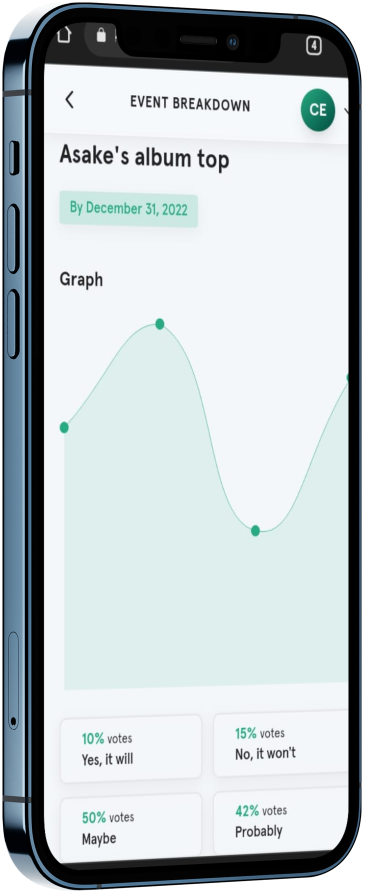 4
EVENT BREAKDOWN
CE
Asake's album top
By December 31, 2022
Graph
10% votes
Yes, it will
15% votes
No, it won't
50% votes
Maybe
42% votes
Probably